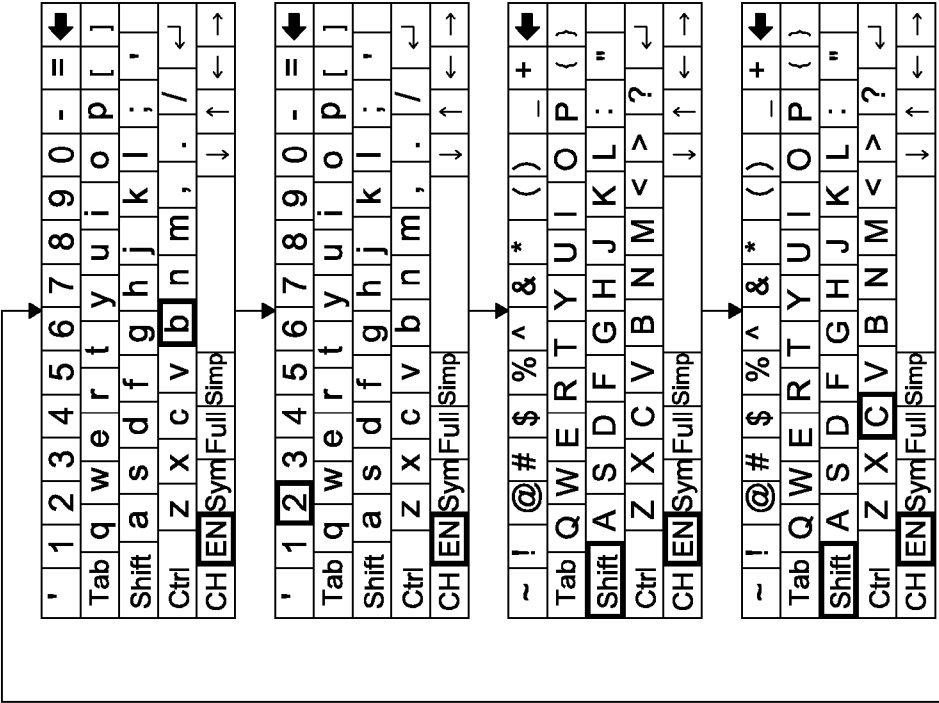 ' 1 2 3 4 5 6 7 8 9 0 - = ⬅
Tab q w e r t y u i o p [ ]
Shift a s d f g h j k l ; '
Ctrl z x c v b n m , . / ↵
CH EN Sym Full Simp ↓ ↑ ← →
' 1 2 3 4 5 6 7 8 9 0 - = ⬅
Tab q w e r t y u i o p [ ]
Shift a s d f g h j k l ; '
Ctrl z x c v b n m , . / ↵
CH EN Sym Full Simp ↓ ↑ ← →
~ ! @ # $ % ^ & * ( ) _ + ⬅
Tab Q W E R T Y U I O P { }
Shift A S D F G H J K L : "
Ctrl Z X C V B N M < > ? ↵
CH EN Sym Full Simp ↓ ↑ ← →
~ ! @ # $ % ^ & * ( ) _ + ⬅
Tab Q W E R T Y U I O P { }
Shift A S D F G H J K L : "
Ctrl Z X C V B N M < > ? ↵
CH EN Sym Full Simp ↓ ↑ ← →